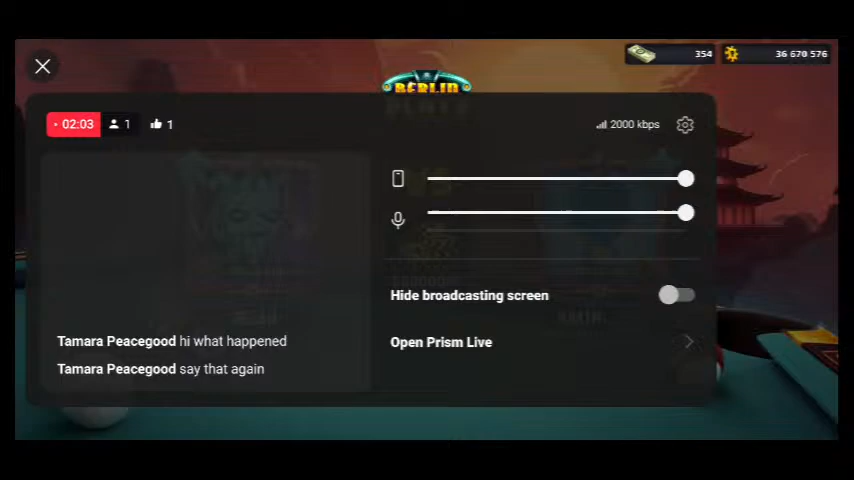 354
36 670 576
BERLIN
02:03
1
1
2000 kbps
Hide broadcasting screen
Tamara Peacegood hi what happened
Open Prism Live
Tamara Peacegood say that again